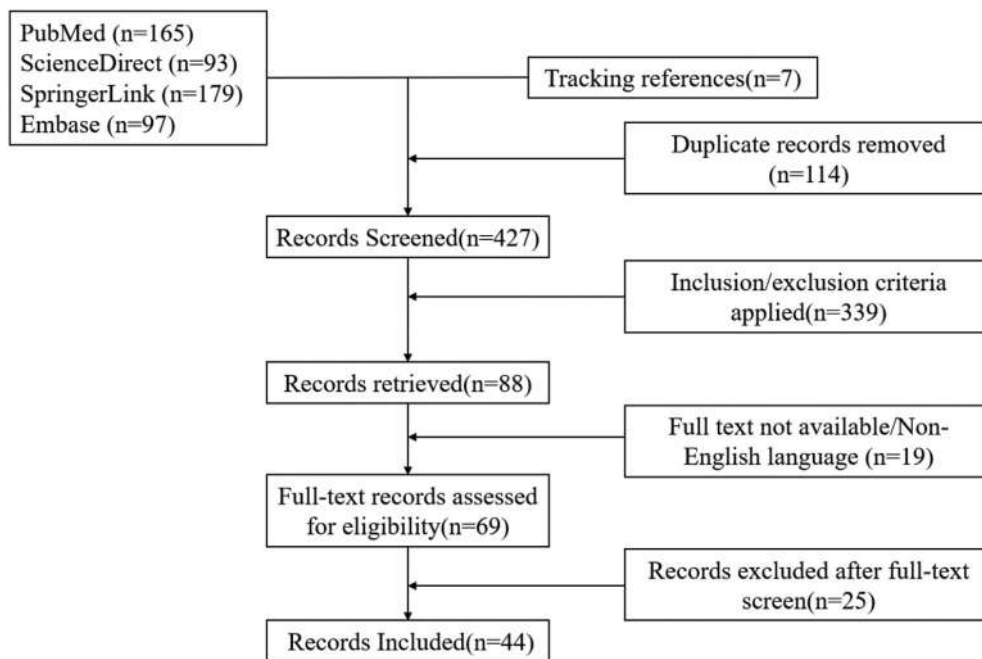 PubMed (n=165)
ScienceDirect (n=93)
SpringerLink (n=179)
Embase (n=97)
Tracking references(n=7)
Duplicate records removed
(n=114)
Records Screened(n=427)
Inclusion/exclusion criteria
applied(n=339)
Records retrieved(n=88)
Full text not available/Non-
English language (n=19)
Full-text records assessed
for eligibility(n=69)
Records excluded after full-text
screen(n=25)
Records Included(n=44)